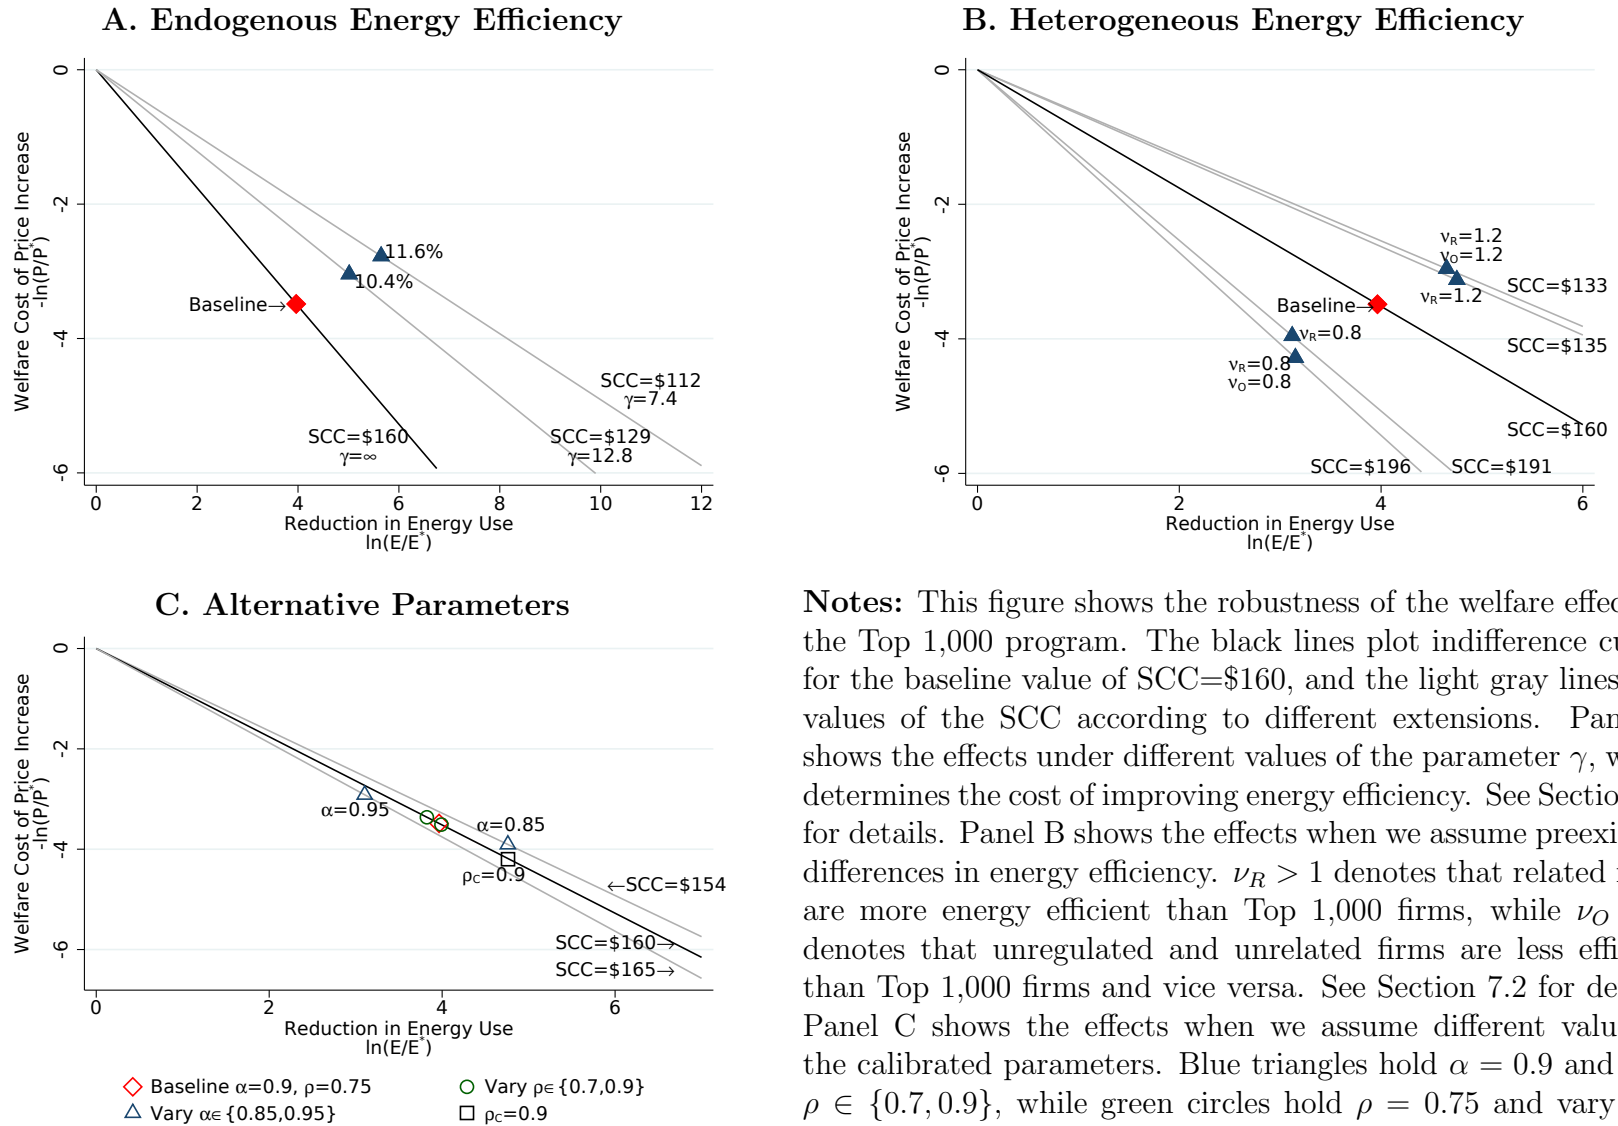 A. Endogenous Energy Efficiency
0
-2
-4
-6
Welfare Cost of Price Increase
-ln(P/P*)
11.6%
10.4%
Baseline→
SCC=$112
γ=7.4
SCC=$160
γ=∞
SCC=$129
γ=12.8
0 2 4 6 8 10 12
Reduction in Energy Use
ln(E/E*)
B. Heterogeneous Energy Efficiency
0
-2
-4
-6
Welfare Cost of Price Increase
-ln(P/P*)
νR=1.2
νO=1.2
SCC=$133
νR=1.2
Baseline→
νR=0.8
SCC=$135
νR=0.8
νO=0.8
SCC=$160
SCC=$196
SCC=$191
0 2 4 6
Reduction in Energy Use
ln(E/E*)
C. Alternative Parameters
0
-2
-4
-6
Welfare Cost of Price Increase
-ln(P/P*)
α=0.95
α=0.85
ρC=0.9
←SCC=$154
SCC=$160→
SCC=$165→
0 2 4 6
Reduction in Energy Use
ln(E/E*)
Baseline α=0.9, ρ=0.75
Vary ρ∈{0.7,0.9}
Vary α∈{0.85,0.95}
ρC=0.9
Notes: This figure shows the robustness of the welfare effec
the Top 1,000 program. The black lines plot indifference cu
for the baseline value of SCC=$160, and the light gray lines
values of the SCC according to different extensions. Pan
shows the effects under different values of the parameter γ, w
determines the cost of improving energy efficiency. See Section
for details. Panel B shows the effects when we assume preexi
differences in energy efficiency. νR > 1 denotes that related
are more energy efficient than Top 1,000 firms, while νO
denotes that unregulated and unrelated firms are less effi
than Top 1,000 firms and vice versa. See Section 7.2 for de
Panel C shows the effects when we assume different valu
the calibrated parameters. Blue triangles hold α = 0.9 and
ρ ∈ {0.7, 0.9}, while green circles hold ρ = 0.75 and vary